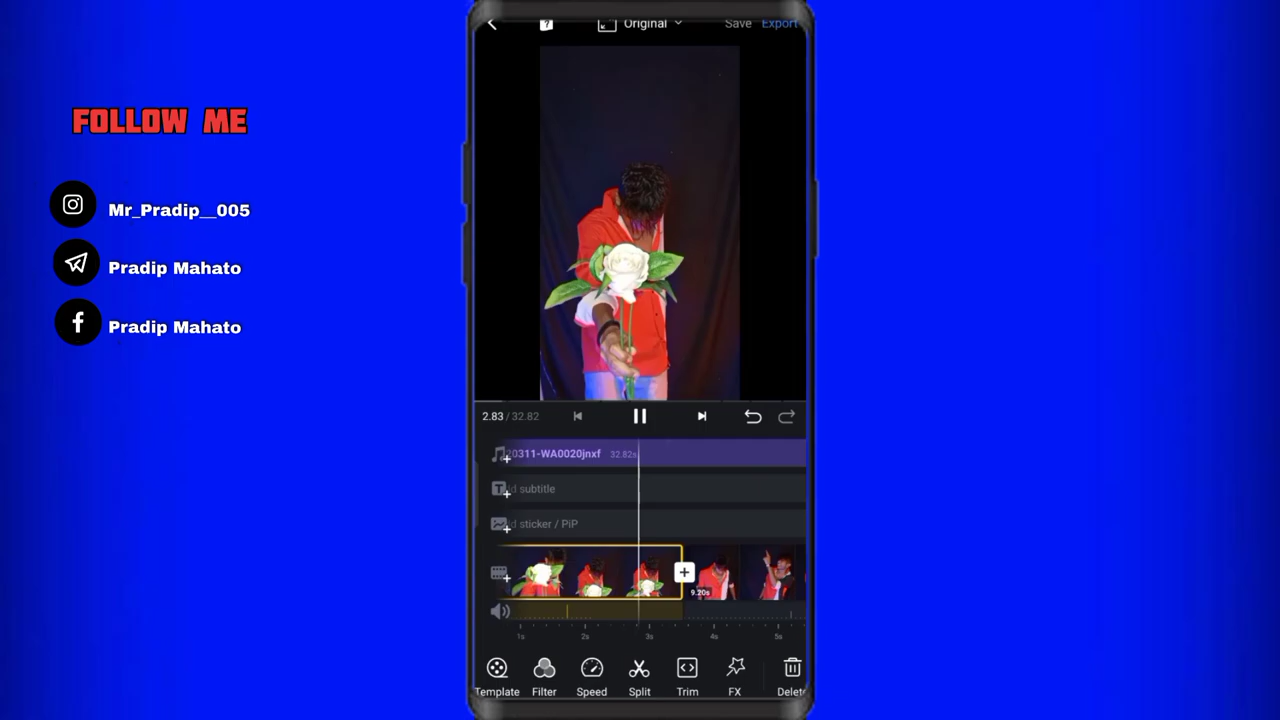 Original
Save
Export
FOLLOW ME
Mr_Pradip__005
Pradip Mahato
Pradip Mahato
2.83 / 32.82
20311-WA0020jnxf 32.82s
d subtitle
d sticker / PiP
9.20s
1s 2s 3s 4s 5s
Template Filter Speed Split Trim FX Delete